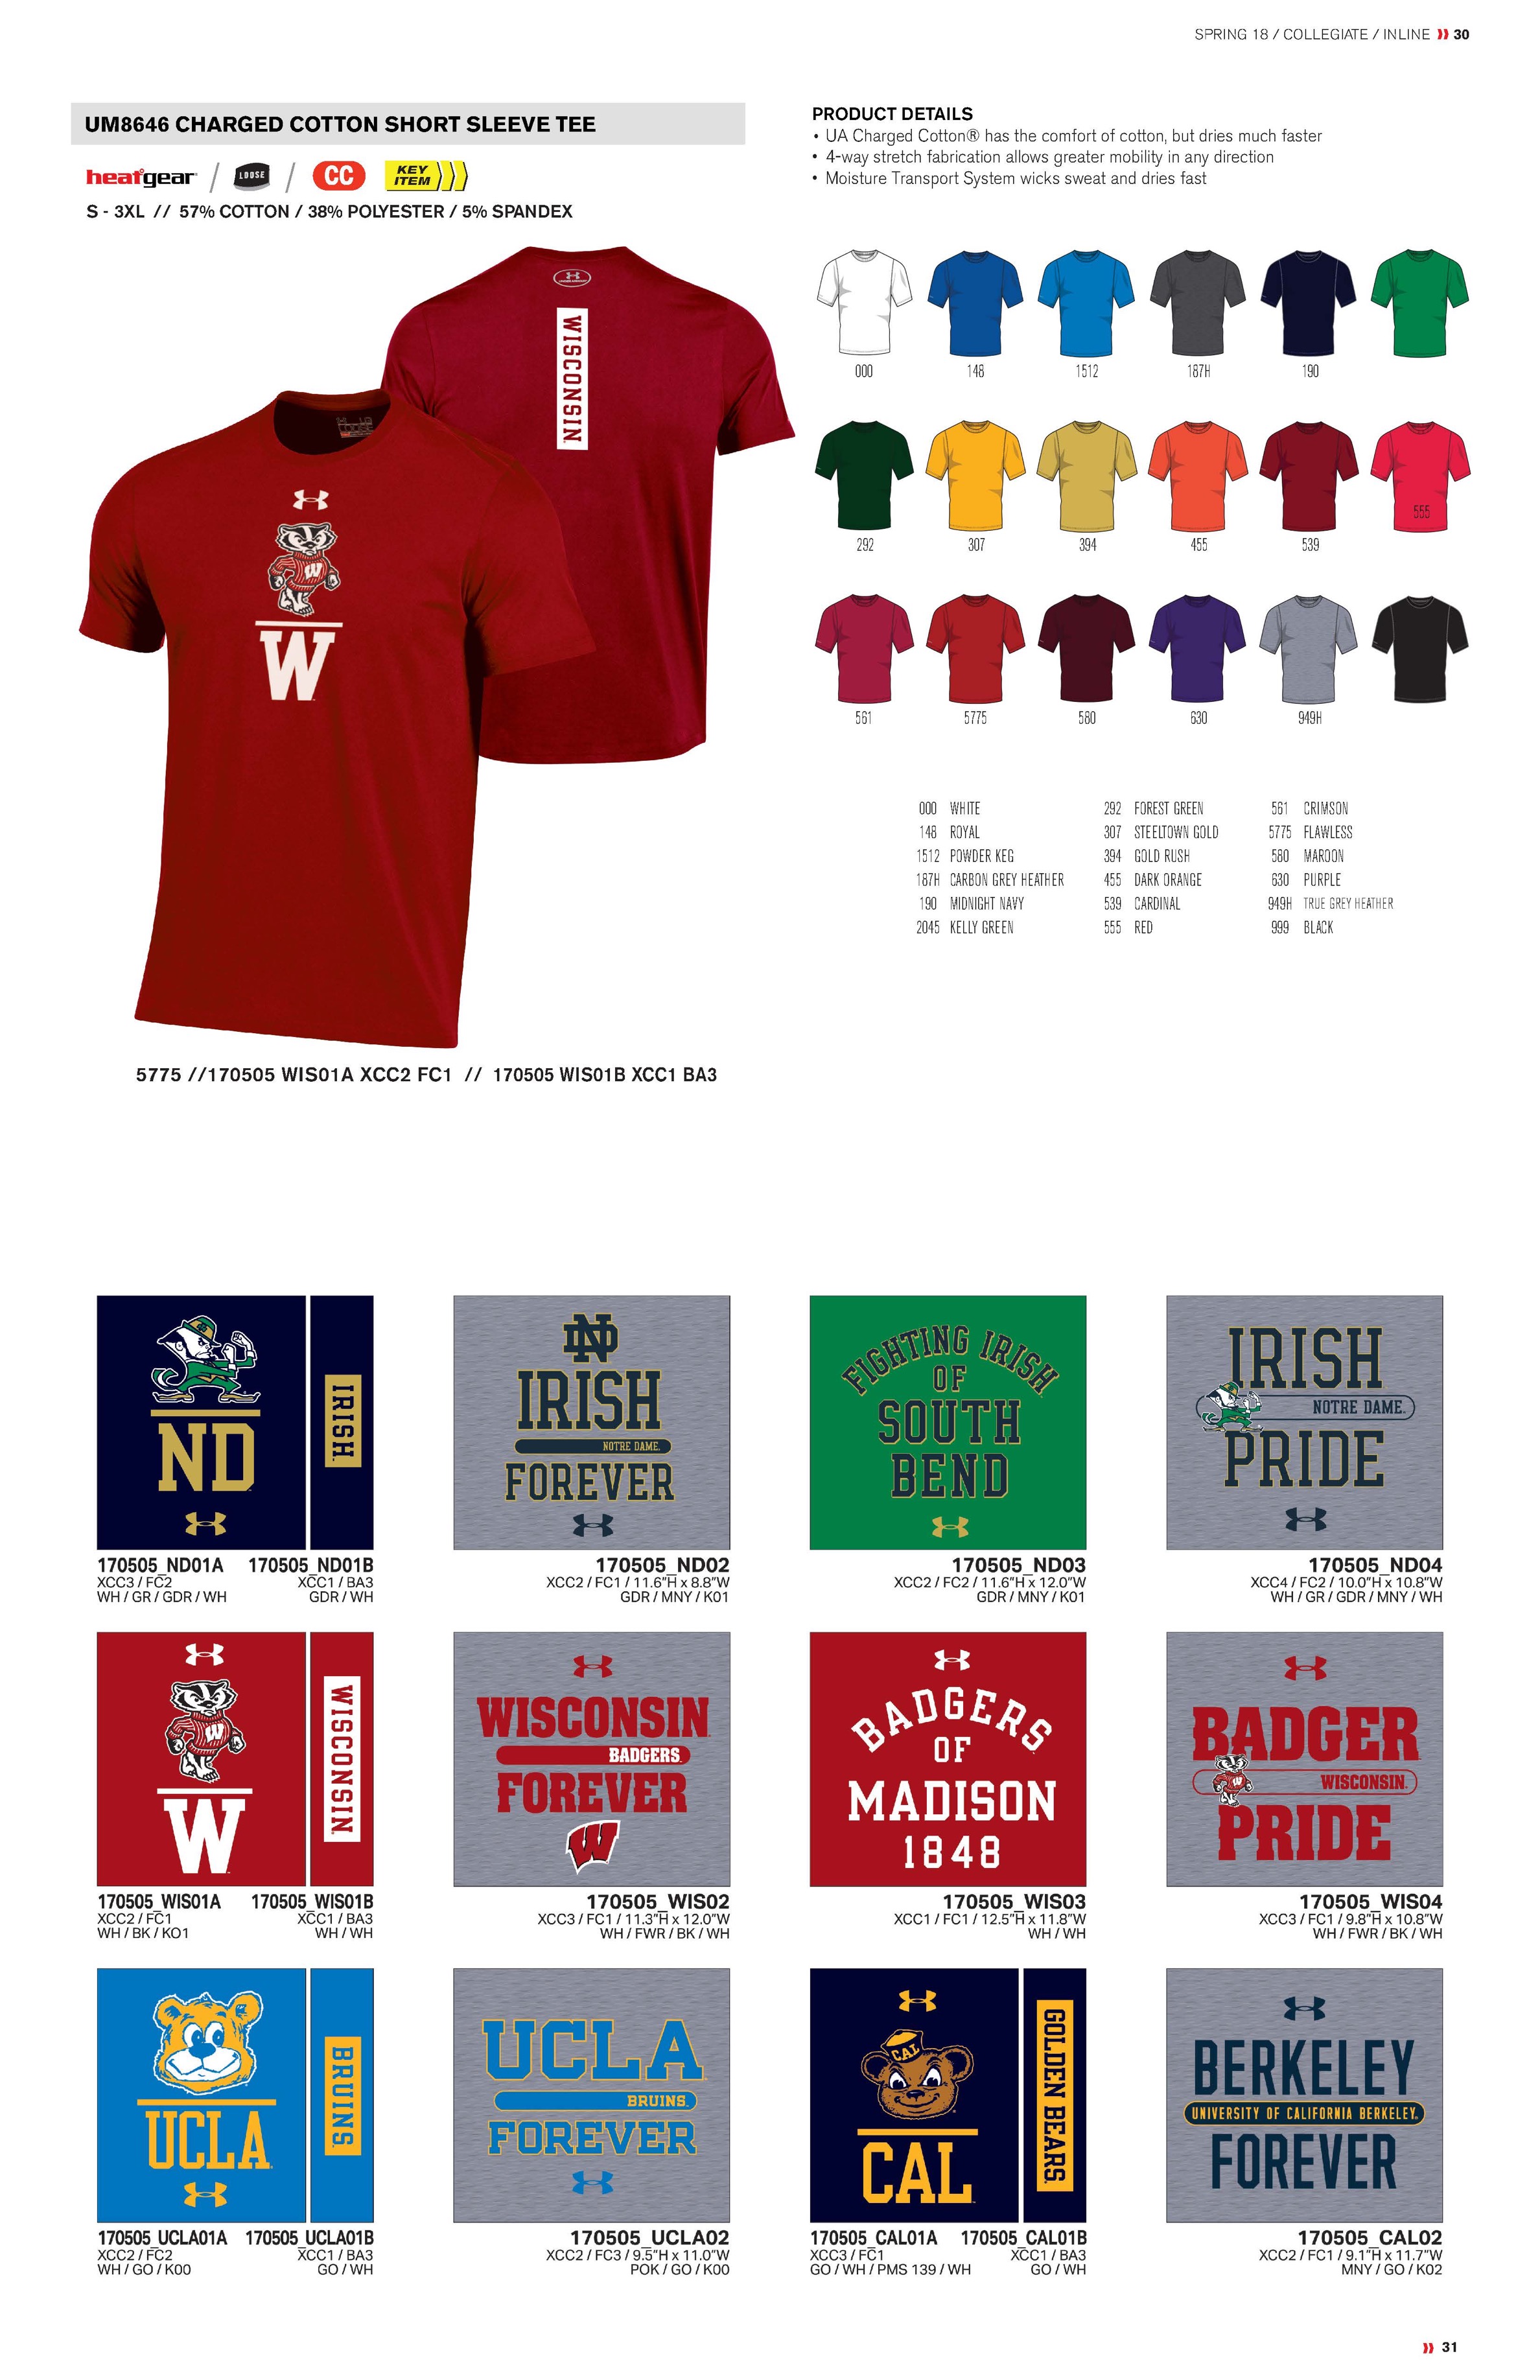 SPRING 18 / COLLEGIATE / INLINE 30
UM8646 CHARGED COTTON SHORT SLEEVE TEE
heatgear / LOOSE / CC KEY ITEM
S - 3XL // 57% COTTON / 38% POLYESTER / 5% SPANDEX
PRODUCT DETAILS
• UA Charged Cotton® has the comfort of cotton, but dries much faster
• 4-way stretch fabrication allows greater mobility in any direction
• Moisture Transport System wicks sweat and dries fast
WISCONSIN
W
W
000 148 1512 187H 190
555
292 307 394 455 539
561 5775 580 630 949H
000 WHITE 292 FOREST GREEN 561 CRIMSON
148 ROYAL 307 STEELTOWN GOLD 5775 FLAWLESS
1512 POWDER KEG 394 GOLD RUSH 580 MAROON
187H CARBON GREY HEATHER 455 DARK ORANGE 630 PURPLE
190 MIDNIGHT NAVY 539 CARDINAL 949H TRUE GREY HEATHER
2045 KELLY GREEN 555 RED 999 BLACK
5775 //170505 WIS01A XCC2 FC1 // 170505 WIS01B XCC1 BA3
ND
IRISH
ND
IRISH
NOTRE DAME.
FOREVER
FIGHTING IRISH
OF
SOUTH
BEND
IRISH
NOTRE DAME.
PRIDE
170505_ND01A 170505_ND01B 170505_ND02 170505_ND03 170505_ND04
XCC3 / FC2 XCC1 / BA3 XCC2 / FC1 / 11.6"H x 8.8"W XCC2 / FC2 / 11.6"H x 12.0"W XCC4 / FC2 / 10.0"H x 10.8"W
WH / GR / GDR / WH GDR / WH GDR / MNY / K01 GDR / MNY / K01 WH / GR / GDR / MNY / WH
W
W
WISCONSIN
WISCONSIN
BADGERS
FOREVER
W
BADGERS
OF
MADISON
1848
BADGER
W
WISCONSIN.
PRIDE
170505_WIS01A 170505_WIS01B 170505_WIS02 170505_WIS03 170505_WIS04
XCC2 / FC1 XCC1 / BA3 XCC3 / FC1 / 11.3"H x 12.0"W XCC1 / FC1 / 12.5"H x 11.8"W XCC3 / FC1 / 9.8"H x 10.8"W
WH / BK / KO1 WH / WH WH / FWR / BK / WH WH / WH WH / FWR / BK / WH
UCLA
BRUINS
UCLA
BRUINS
FOREVER
CAL
CAL
GOLDEN BEARS
BERKELEY
UNIVERSITY OF CALIFORNIA BERKELEY
FOREVER
170505_UCLA01A 170505_UCLA01B 170505_UCLA02 170505_CAL01A 170505_CAL01B 170505_CAL02
XCC2 / FC2 XCC1 / BA3 XCC2 / FC3 / 9.5"H x 11.0"W XCC3 / FC1 XCC1 / BA3 XCC2 / FC1 / 9.1"H x 11.7"W
WH / GO / K00 GO / WH POK / GO / K00 GO / WH / PMS 139 / WH GO / WH MNY / GO / K02
31